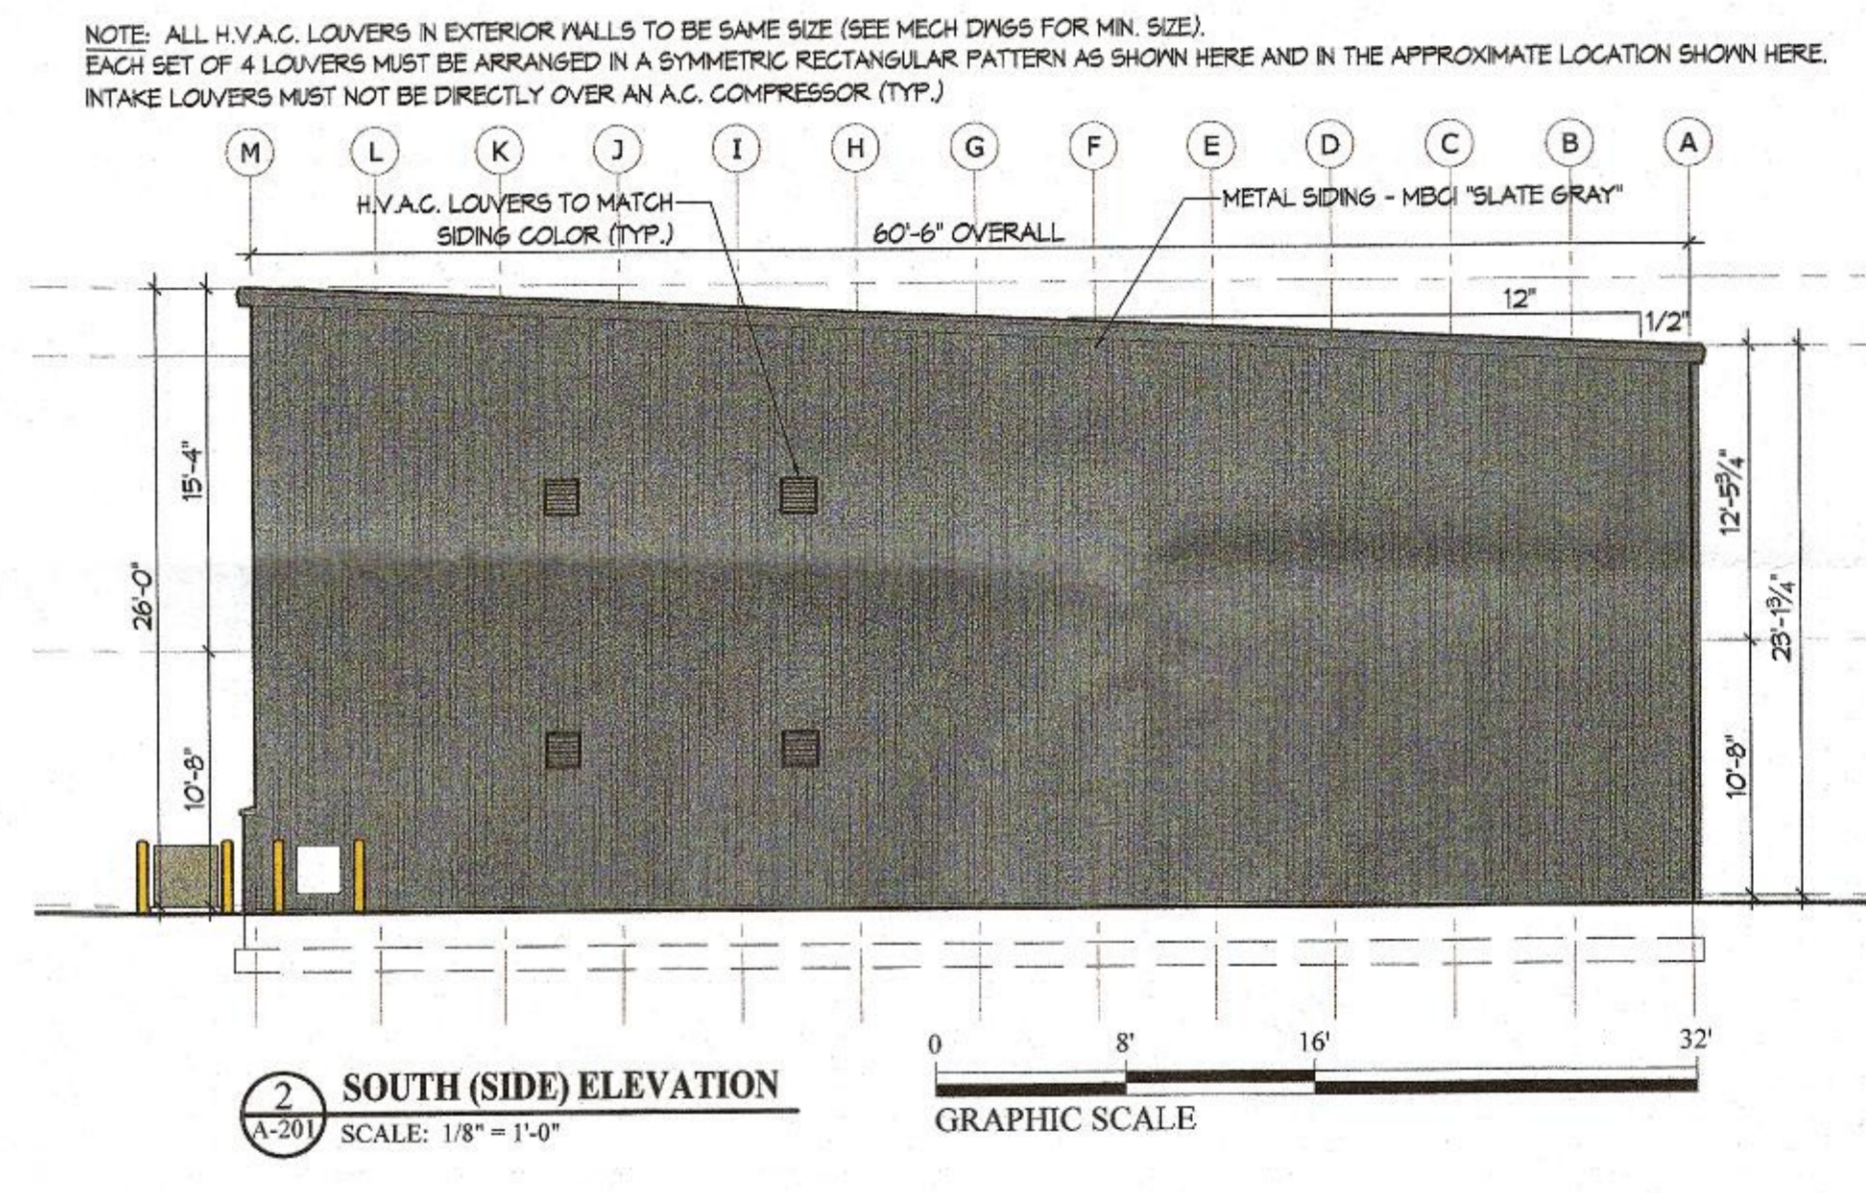 NOTE: ALL H.V.A.C. LOUVERS IN EXTERIOR WALLS TO BE SAME SIZE (SEE MECH DWGS FOR MIN. SIZE).
EACH SET OF 4 LOUVERS MUST BE ARRANGED IN A SYMMETRIC RECTANGULAR PATTERN AS SHOWN HERE AND IN THE APPROXIMATE LOCATION SHOWN HERE.
INTAKE LOUVERS MUST NOT BE DIRECTLY OVER AN A.C. COMPRESSOR (TYP.)
M L K J I H G F E D C B A
H.V.A.C. LOUVERS TO MATCH
SIDING COLOR (TYP.)
METAL SIDING - MBCI "SLATE GRAY"
60'-6" OVERALL
12"
1/2"
15'-4"
26'-0"
10'-8"
12'-5¾"
23'-1¾"
10'-8"
0 8' 16' 32'
GRAPHIC SCALE
2
A-201
SOUTH (SIDE) ELEVATION
SCALE: 1/8" = 1'-0"